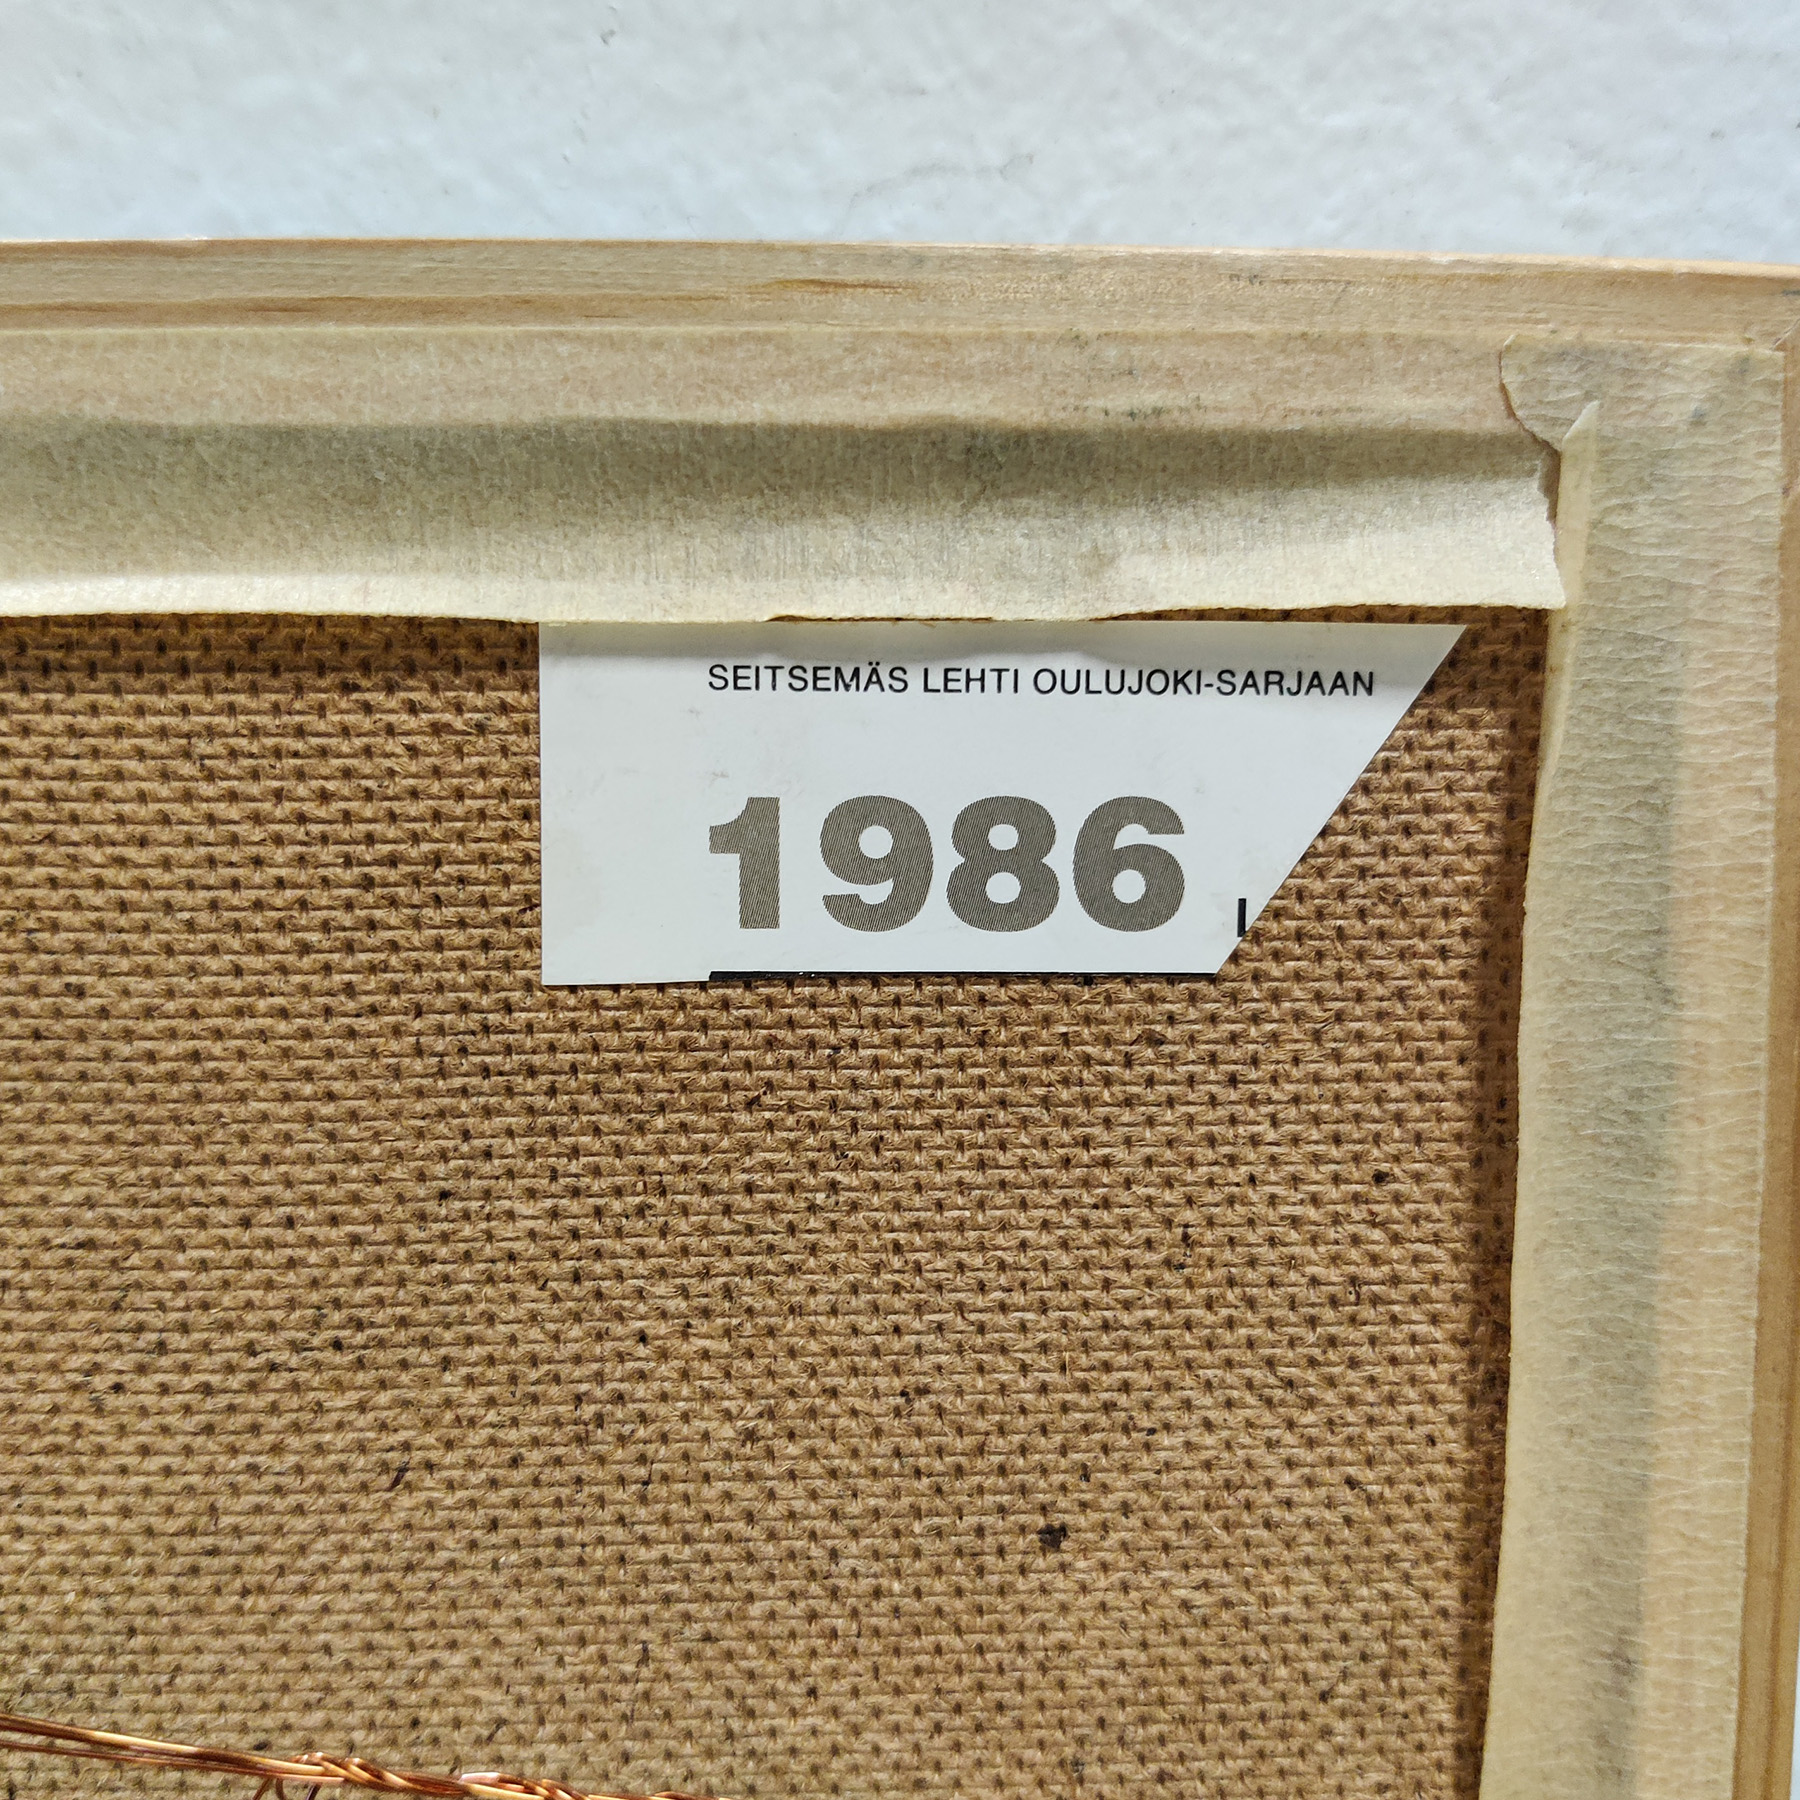 SEITSEMÄS LEHTI OULUJOKI-SARJAAN
1986